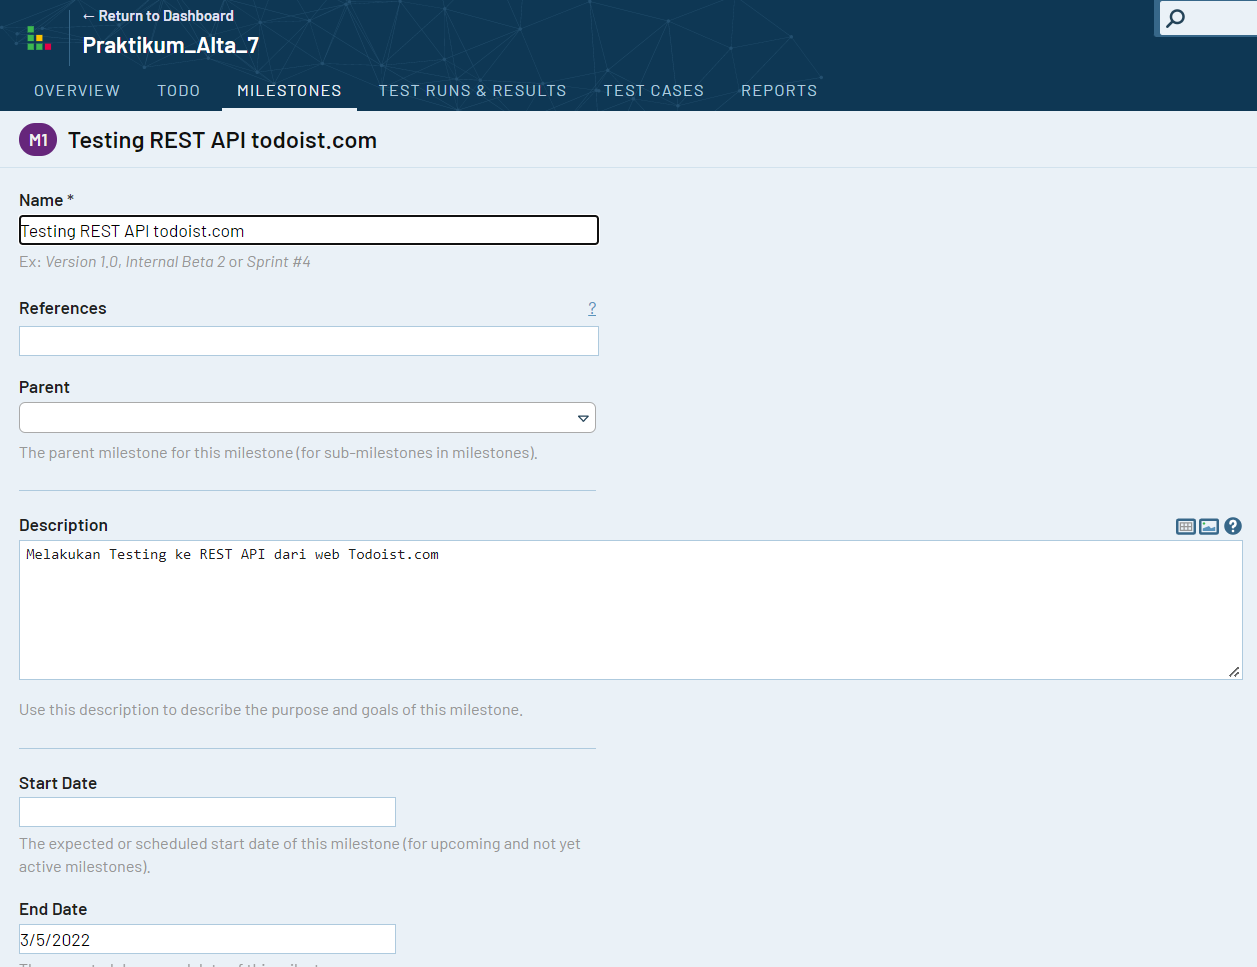 ← Return to Dashboard
Praktikum_Alta_7
OVERVIEW TODO MILESTONES TEST RUNS & RESULTS TEST CASES REPORTS
M1 Testing REST API todoist.com
Name *
Testing REST API todoist.com
Ex: Version 1.0, Internal Beta 2 or Sprint #4
References ?
Parent
The parent milestone for this milestone (for sub-milestones in milestones).
Description
Melakukan Testing ke REST API dari web Todoist.com
Use this description to describe the purpose and goals of this milestone.
Start Date
The expected or scheduled start date of this milestone (for upcoming and not yet
active milestones).
End Date
3/5/2022